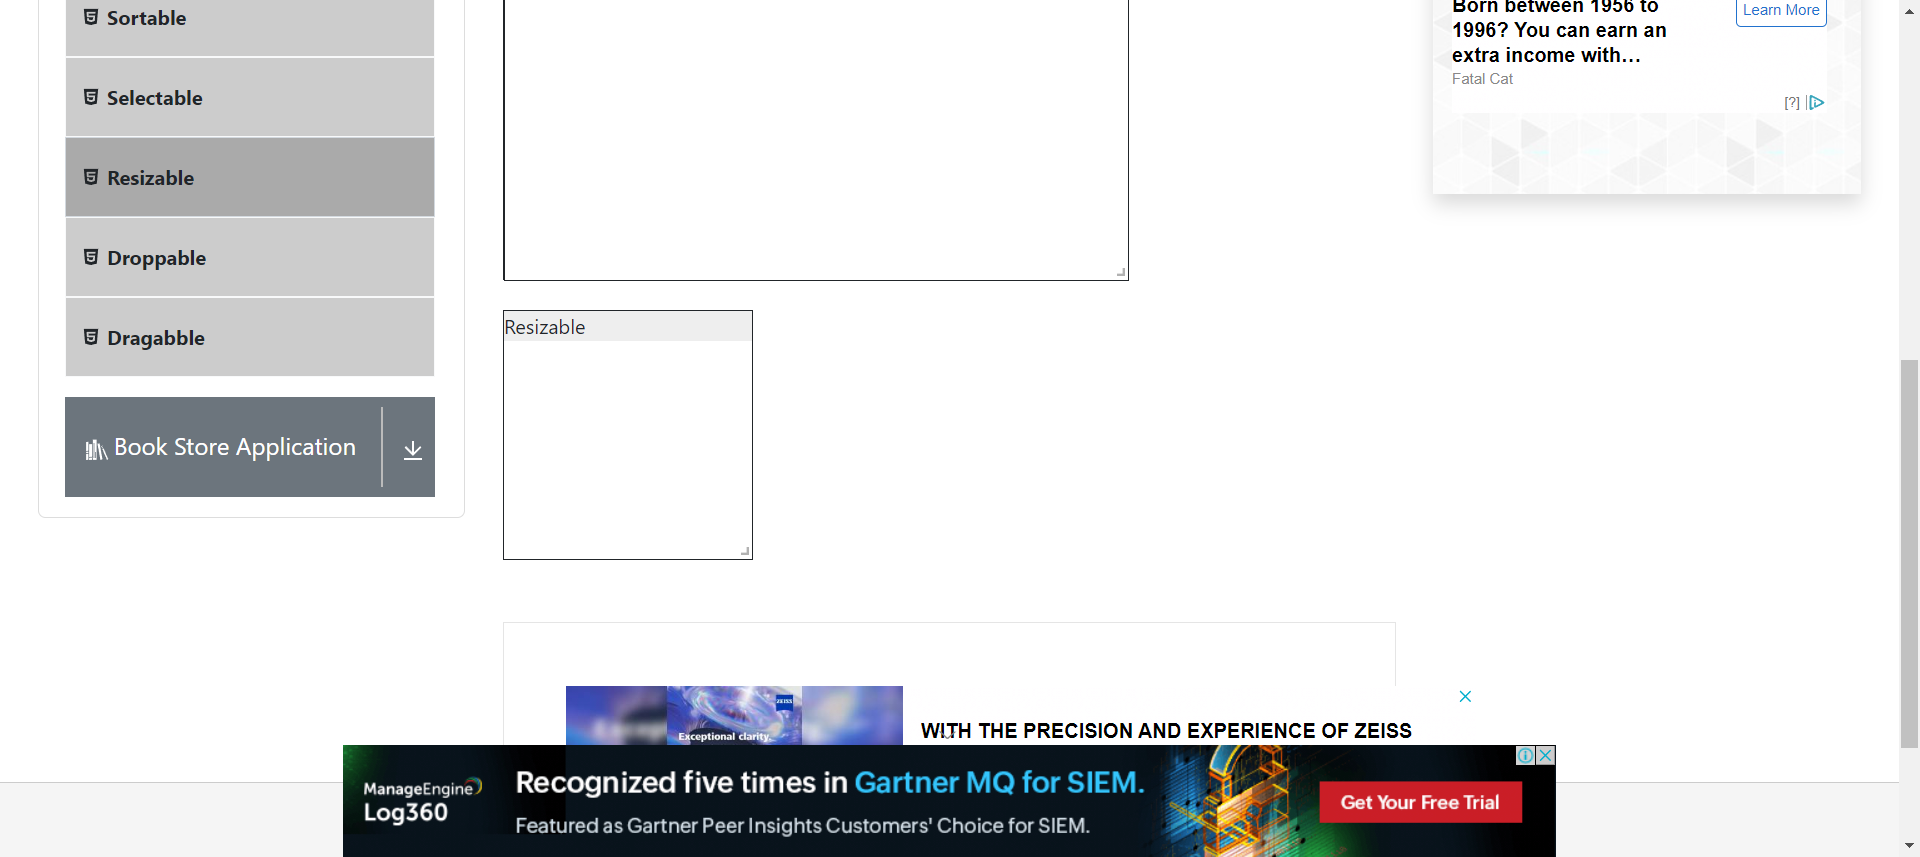 Sortable
Selectable
Resizable
Droppable
Dragabble
Book Store Application
Resizable
Born between 1956 to
1996? You can earn an
extra income with...
Fatal Cat
Learn More
[?]
ZEISS
Exceptional clarity.
WITH THE PRECISION AND EXPERIENCE OF ZEISS
ManageEngine
Log360
Recognized five times in Gartner MQ for SIEM.
Featured as Gartner Peer Insights Customers' Choice for SIEM.
Get Your Free Trial